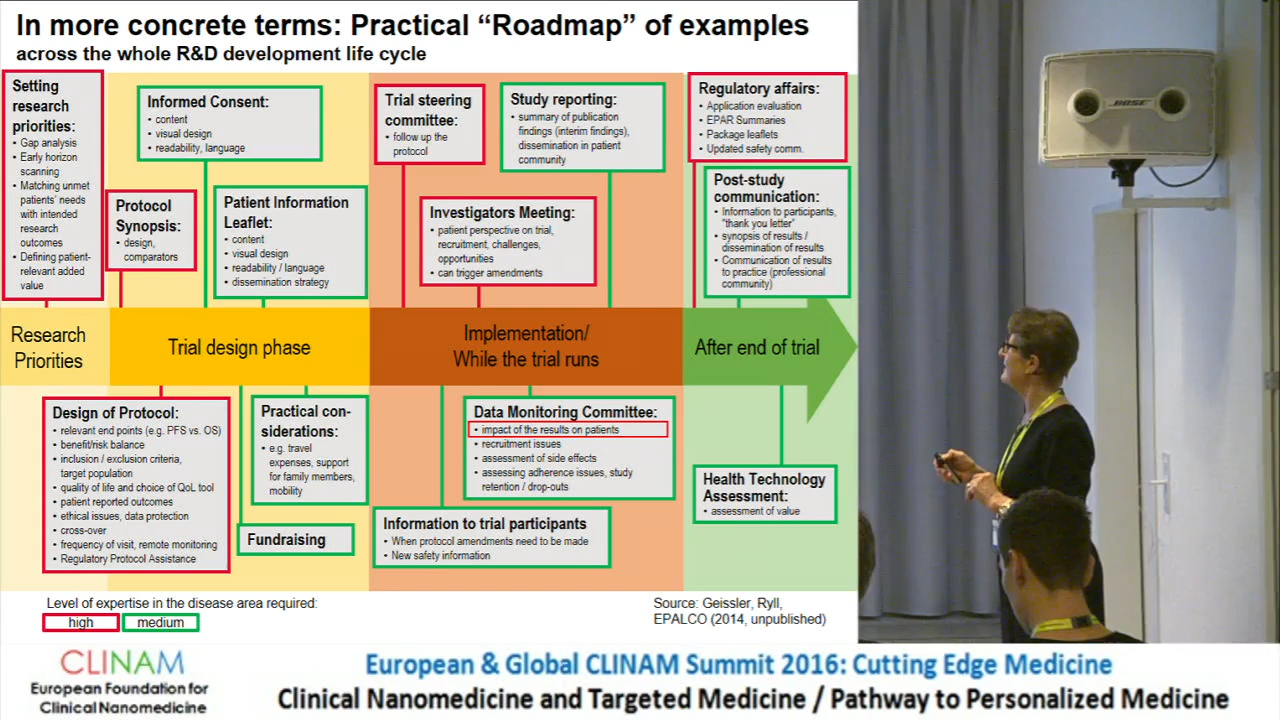 In more concrete terms: Practical “Roadmap” of examples
across the whole R&D development life cycle
Setting
research
priorities:
• Gap analysis
• Early horizon
scanning
• Matching unmet
patients' needs
with intended
research
outcomes
• Defining patient-
relevant added
value
Informed Consent:
• content
• visual design
• readability, language
Protocol
Synopsis:
• design,
comparators
Patient Information
Leaflet:
• content
• visual design
• readability / language
• dissemination strategy
Trial steering
committee:
• follow up the
protocol
Study reporting:
• summary of publication
findings (interim findings),
dissemination in patient
community
Investigators Meeting:
• patient perspective on trial,
recruitment, challenges,
opportunities
• can trigger amendments
Regulatory affairs:
• Application evaluation
• EPAR Summaries
• Package leaflets
• Updated safety comm.
Post-study
communication:
• Information to participants,
“thank you letter”
• synopsis of results /
dissemination of results
• Communication of results
to practice (professional
community)
Research
Priorities
Trial design phase
Implementation/
While the trial runs
After end of trial
Design of Protocol:
• relevant end points (e.g. PFS vs. OS)
• benefit/risk balance
• inclusion / exclusion criteria,
target population
• quality of life and choice of QoL tool
• patient reported outcomes
• ethical issues, data protection
• cross-over
• frequency of visit, remote monitoring
• Regulatory Protocol Assistance
Practical con-
siderations:
• e.g. travel
expenses, support
for family members,
mobility
Fundraising
Data Monitoring Committee:
• impact of the results on patients
• recruitment issues
• assessment of side effects
• assessing adherence issues, study
retention / drop-outs
Information to trial participants
• When protocol amendments need to be made
• New safety information
Health Technology
Assessment:
• assessment of value
Level of expertise in the disease area required:
high
medium
Source: Geissler, Ryll,
EPALCO (2014, unpublished)
BOSE
CLINAM
European Foundation for
Clinical Nanomedicine
European & Global CLINAM Summit 2016: Cutting Edge Medicine
Clinical Nanomedicine and Targeted Medicine / Pathway to Personalized Medicine